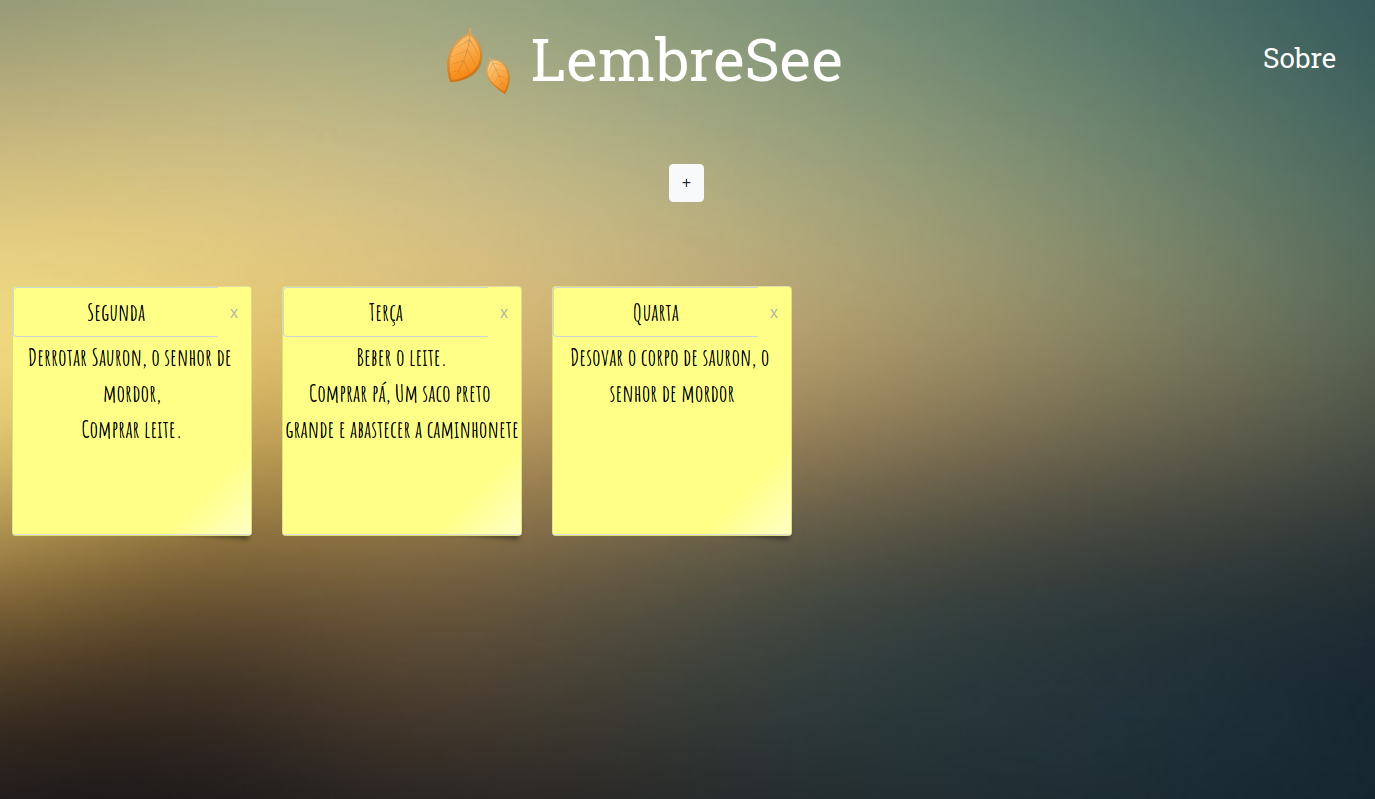 LembreSee
Sobre
+
Segunda
x
Derrotar Sauron, o senhor de
mordor,
Comprar leite.
Terça
x
Beber o leite.
Comprar pá, Um saco preto
grande e abastecer a caminhonete
Quarta
x
Desovar o corpo de sauron, o
senhor de mordor